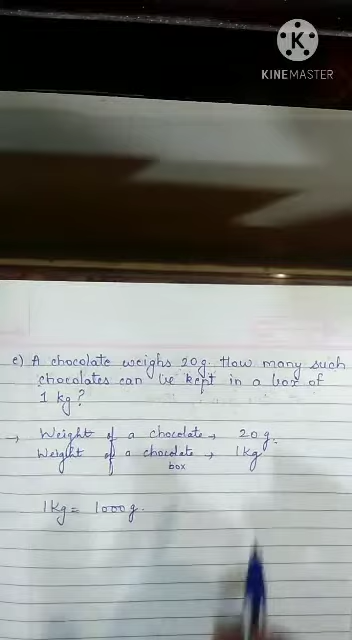 K
KINEMASTER
e) A chocolate weighs 20g. How many such
chocolates can be kept in a box of
1 kg?
→ Weight of a chocolate → 20g.
Weight of a chocolate → 1Kg
box
1Kg = 1000g.